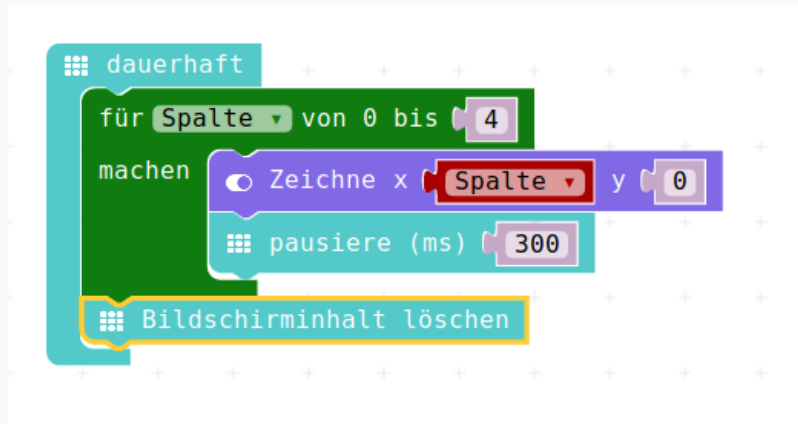 dauerhaft
für Spalte von 0 bis 4
machen
Zeichne x Spalte y 0
pausiere (ms) 300
Bildschirminhalt löschen